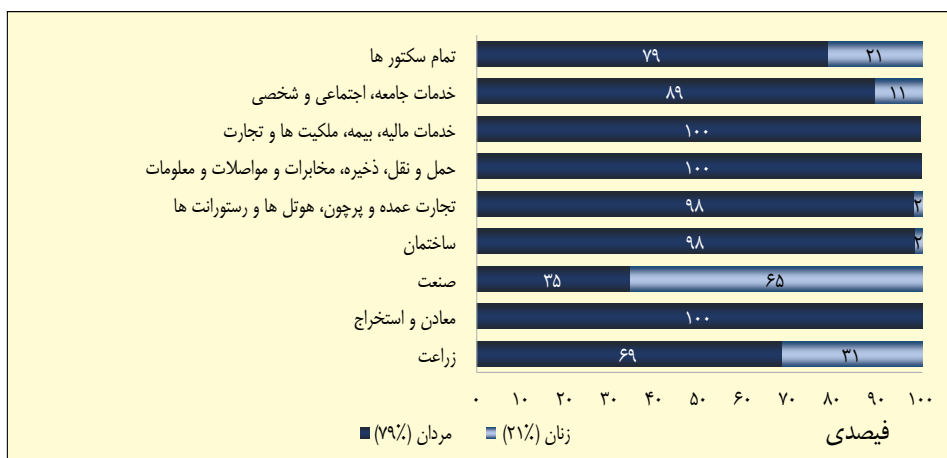 تمام سکتور ها ۷۹ ۲۱
خدمات جامعه، اجتماعی و شخصی ۸۹ ۱۱
خدمات مالیه، بیمه، ملکیت ها و تجارت ۱۰۰
حمل و نقل، ذخیره، مخابرات و مواصلات و معلومات ۱۰۰
تجارت عمده و پرچون، هوتل ها و رستورانت ها ۹۸ ۲
ساختمان ۹۸ ۲
صنعت ۳۵ ۶۵
معادن و استخراج ۱۰۰
زراعت ۶۹ ۳۱
۰ ۱۰ ۲۰ ۳۰ ۴۰ ۵۰ ۶۰ ۷۰ ۸۰ ۹۰ ۱۰۰
فیصدی زنان (۲۱٪) مردان (۷۹٪)